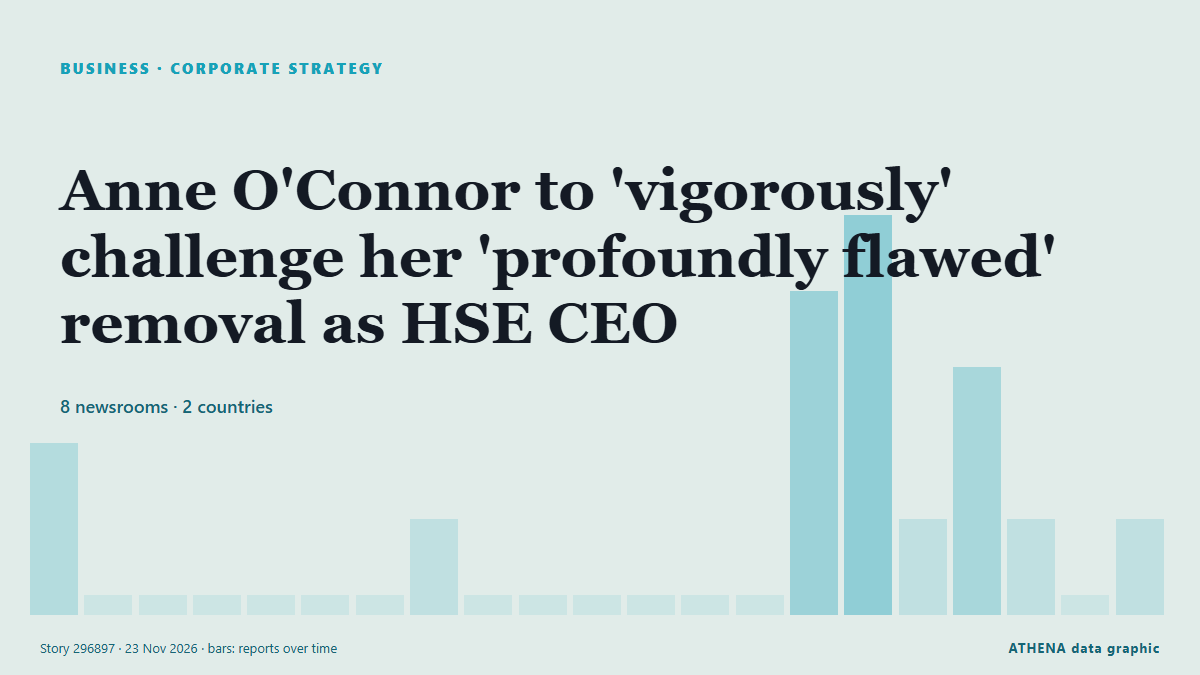 BUSINESS · CORPORATE STRATEGY
Anne O'Connor to 'vigorously'
challenge her 'profoundly flawed'
removal as HSE CEO
8 newsrooms · 2 countries
Story 296897 · 23 Nov 2026 · bars: reports over time
ATHENA data graphic